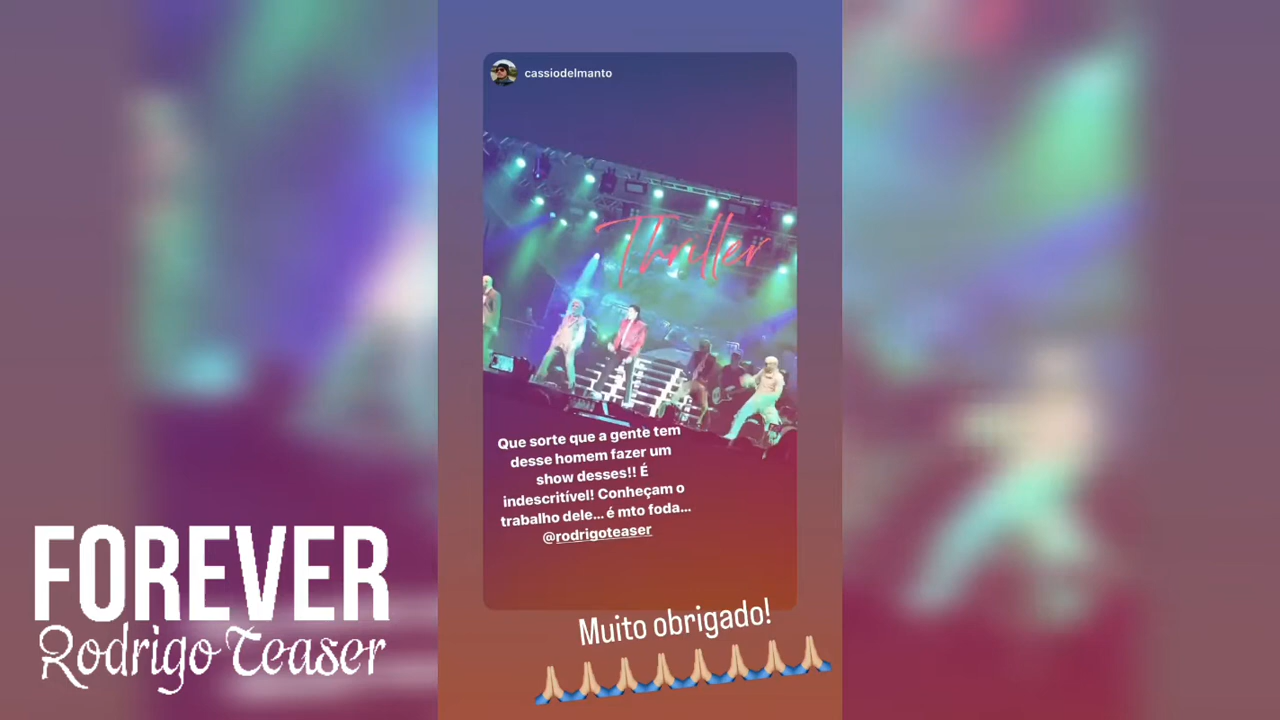 cassiodelmanto
Thriller
Que sorte que a gente tem
desse homem fazer um
show desses!! É
indescritível! Conheçam o
trabalho dele... é mto foda...
@rodrigoteaser
Muito obrigado!
FOREVER
Rodrigo Teaser